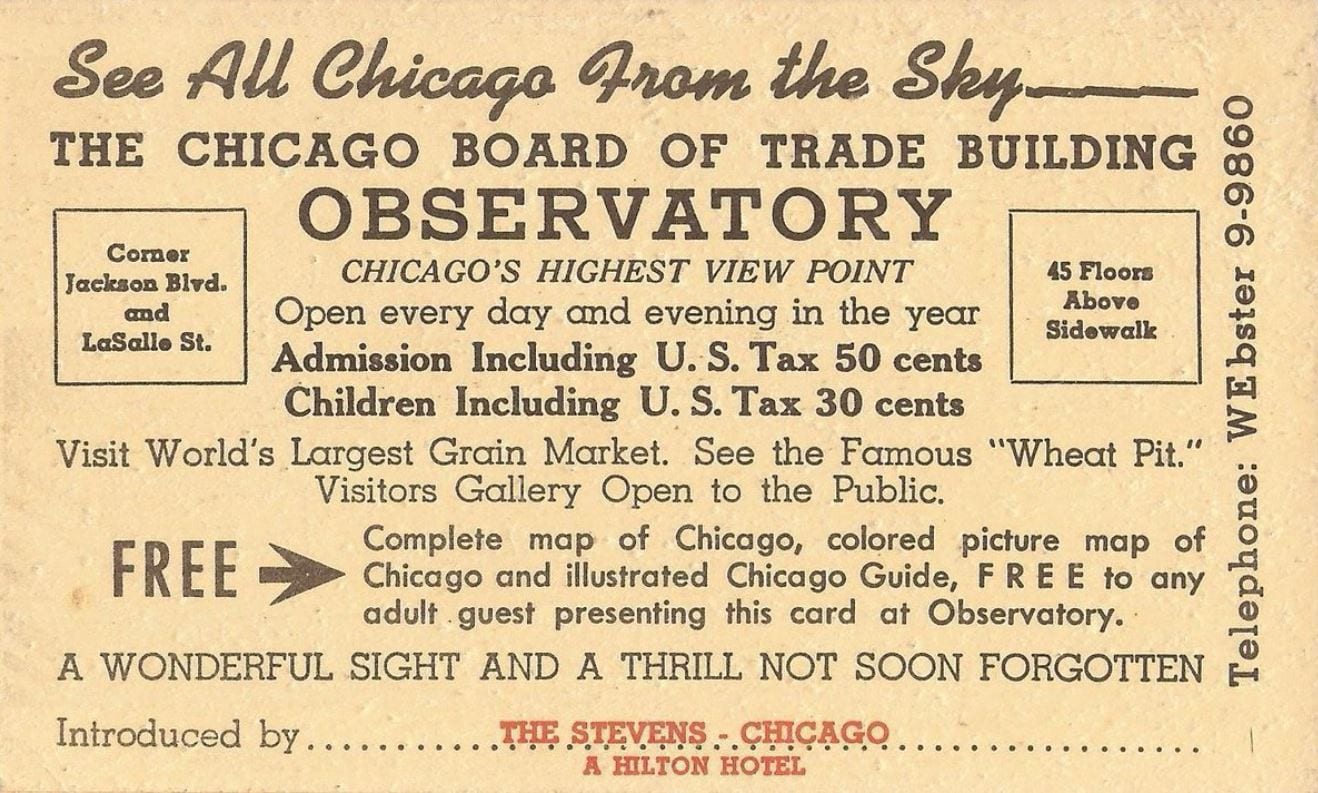 See All Chicago From the Sky
THE CHICAGO BOARD OF TRADE BUILDING
OBSERVATORY
CHICAGO'S HIGHEST VIEW POINT
Corner
Jackson Blvd.
and
LaSalle St.
Open every day and evening in the year
Admission Including U. S. Tax 50 cents
Children Including U. S. Tax 30 cents
45 Floors
Above
Sidewalk
Visit World's Largest Grain Market. See the Famous "Wheat Pit."
Visitors Gallery Open to the Public.
FREE
Complete map of Chicago, colored picture map of
Chicago and illustrated Chicago Guide, FREE to any
adult guest presenting this card at Observatory.
A WONDERFUL SIGHT AND A THRILL NOT SOON FORGOTTEN
Introduced by THE STEVENS - CHICAGO
A HILTON HOTEL
Telephone: WEbster 9-9860